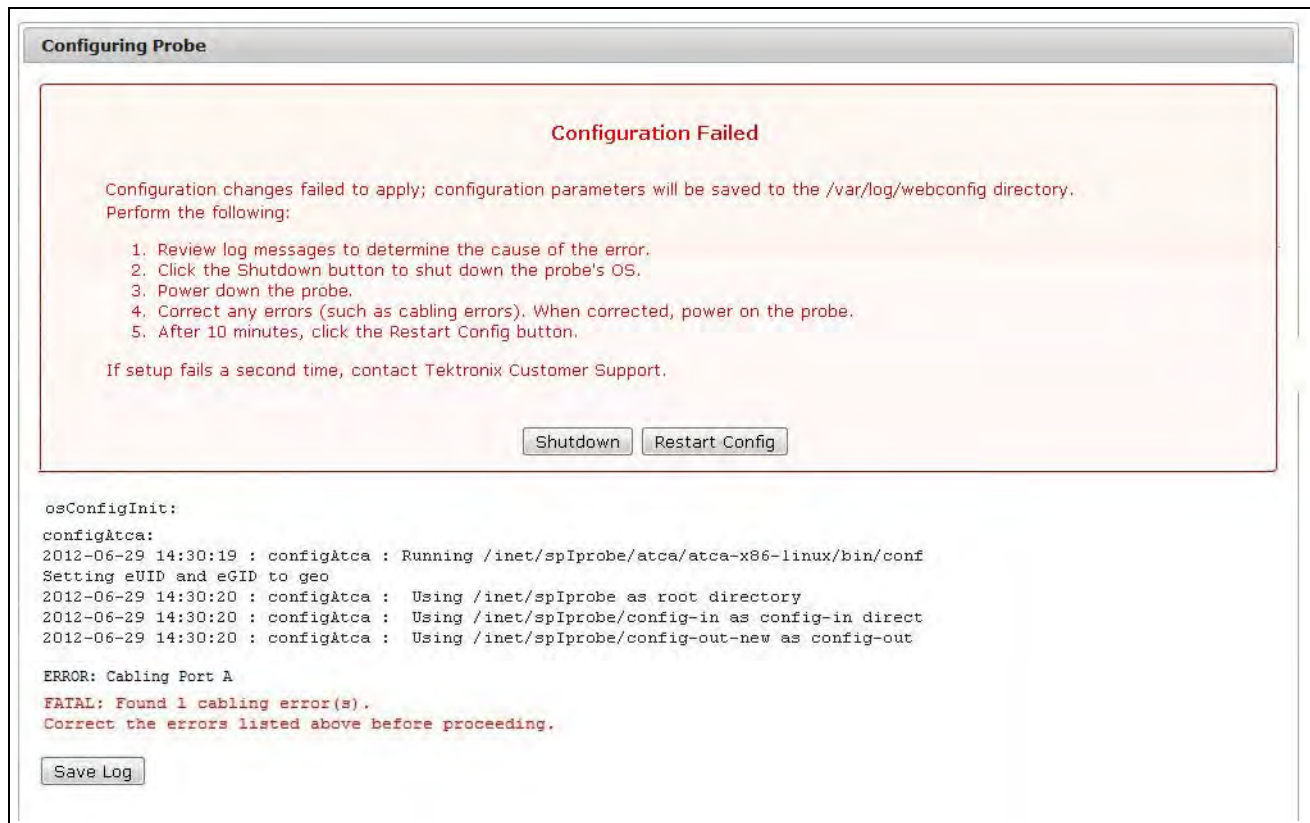 Configuring Probe
Configuration Failed
Configuration changes failed to apply; configuration parameters will be saved to the /var/log/webconfig directory.
Perform the following:
1. Review log messages to determine the cause of the error.
2. Click the Shutdown button to shut down the probe's OS.
3. Power down the probe.
4. Correct any errors (such as cabling errors). When corrected, power on the probe.
5. After 10 minutes, click the Restart Config button.
If setup fails a second time, contact Tektronix Customer Support.
Shutdown Restart Config
osConfigInit:
configAtca:
2012-06-29 14:30:19 : configAtca : Running /inet/spIprobe/atca/atca-x86-linux/bin/conf
Setting eUID and eGID to geo
2012-06-29 14:30:20 : configAtca :  Using /inet/spIprobe as root directory
2012-06-29 14:30:20 : configAtca :  Using /inet/spIprobe/config-in as config-in direct
2012-06-29 14:30:20 : configAtca :  Using /inet/spIprobe/config-out-new as config-out
ERROR: Cabling Port A
FATAL: Found 1 cabling error(s).
Correct the errors listed above before proceeding.
Save Log